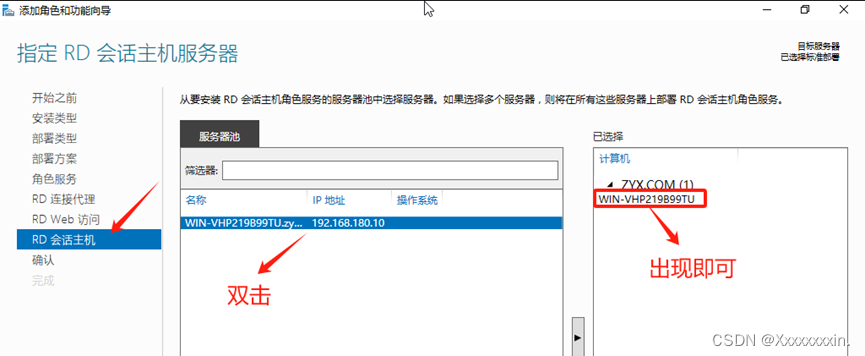 添加角色和功能向导
指定 RD 会话主机服务器
目标服务器
已选择标准部署
开始之前
安装类型
部署类型
部署方案
角色服务
RD 连接代理
RD Web 访问
RD 会话主机
确认
完成
从要安装 RD 会话主机角色服务的服务器池中选择服务器。如果选择多个服务器，则将在所有这些服务器上部署 RD 会话主机角色服务。
服务器池
筛选器:
名称 IP 地址 操作系统
WIN-VHP219B99TU.zy... 192.168.180.10
双击
已选择
计算机
ZYX.COM (1)
WIN-VHP219B99TU
出现即可
CSDN @Xxxxxxxxin.